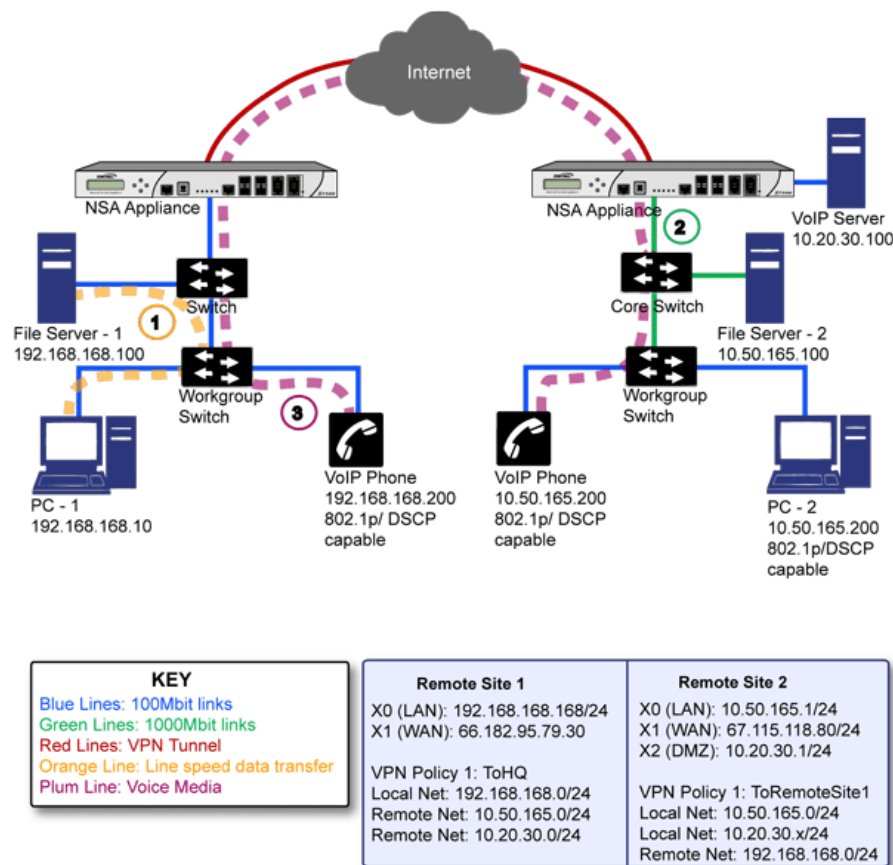 Internet
NSA Appliance
NSA Appliance
VoIP Server
10.20.30.100
2
Switch
Core Switch
1
File Server - 1
192.168.168.100
File Server - 2
10.50.165.100
Workgroup
Switch
Workgroup
Switch
3
PC - 1
192.168.168.10
VoIP Phone
192.168.168.200
802.1p/ DSCP
capable
VoIP Phone
10.50.165.200
802.1p/ DSCP
capable
PC - 2
10.50.165.200
802.1p/DSCP
capable
KEY
Blue Lines: 100Mbit links
Green Lines: 1000Mbit links
Red Lines: VPN Tunnel
Orange Line: Line speed data transfer
Plum Line: Voice Media
Remote Site 1
X0 (LAN): 192.168.168.168/24
X1 (WAN): 66.182.95.79.30
VPN Policy 1: ToHQ
Local Net: 192.168.168.0/24
Remote Net: 10.50.165.0/24
Remote Net: 10.20.30.0/24
Remote Site 2
X0 (LAN): 10.50.165.1/24
X1 (WAN): 67.115.118.80/24
X2 (DMZ): 10.20.30.1/24
VPN Policy 1: ToRemoteSite1
Local Net: 10.50.165.0/24
Local Net: 10.20.30.x/24
Remote Net: 192.168.168.0/24